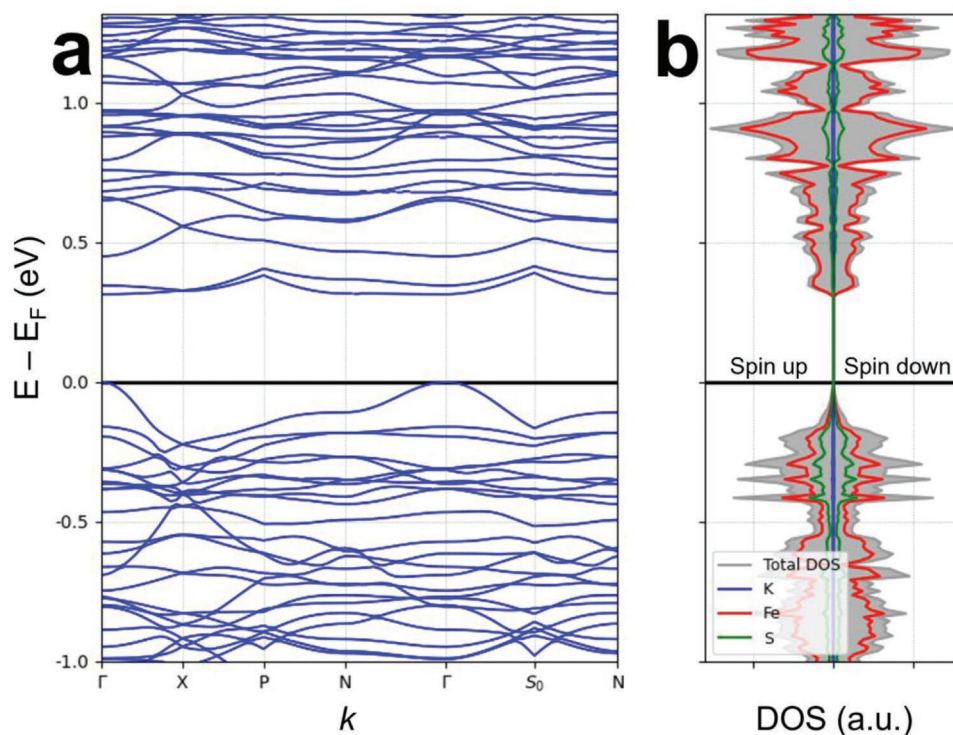 a
E – E_F (eV)
1.0
0.5
0.0
-0.5
-1.0
Γ X P N Γ S₀ N
k
b
Spin up Spin down
Total DOS
K
Fe
S
DOS (a.u.)